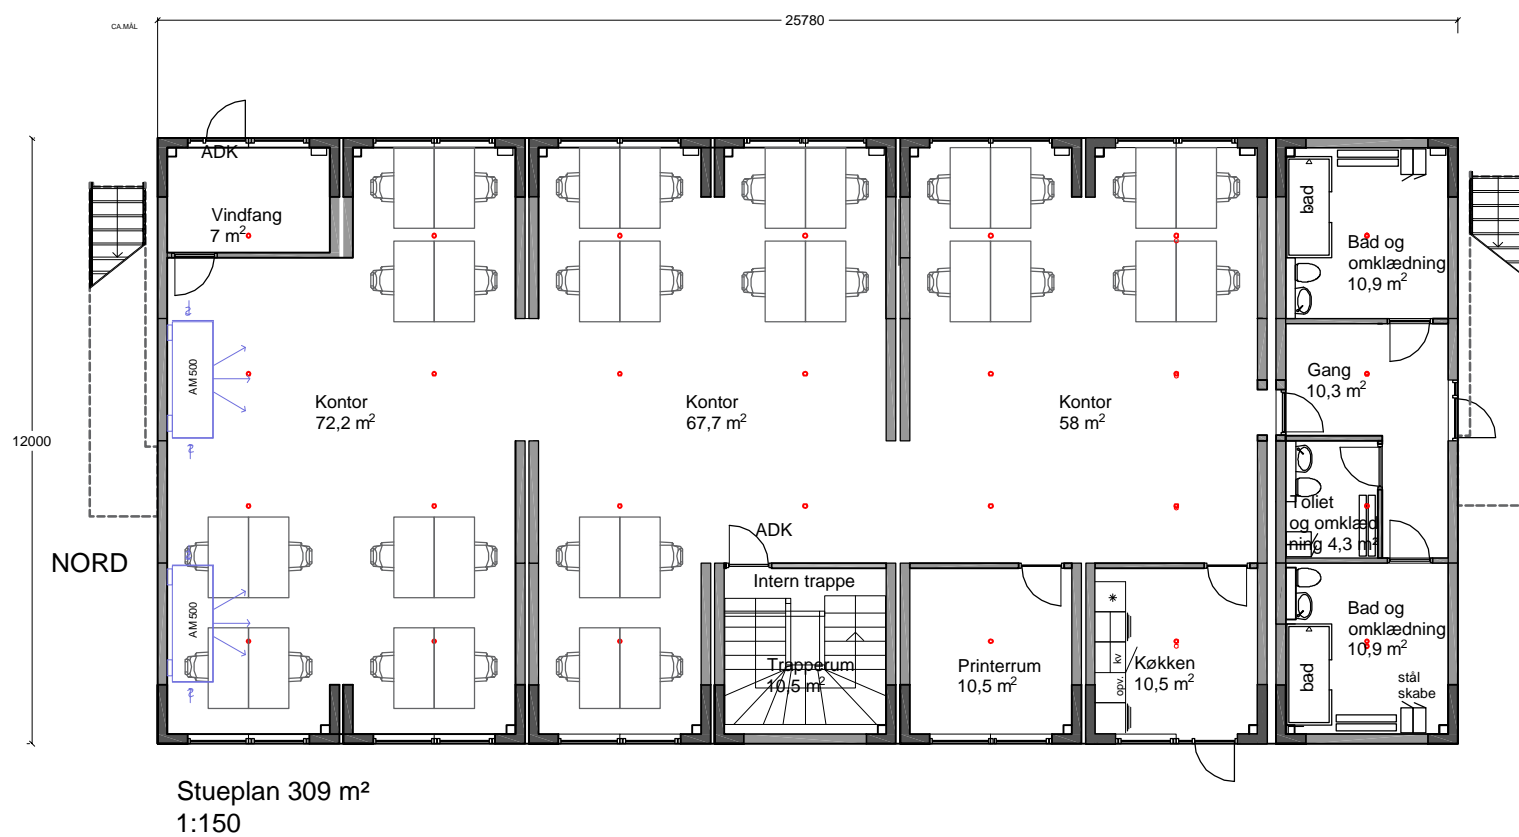 CA.MÅL
25780
ADK
Vindfang
7 m²
bad
Bad og
omklædning
10,9 m²
AM 500
Gang
10,3 m²
Kontor
72,2 m²
Kontor
67,7 m²
Kontor
58 m²
12000
NORD
ADK
Toliet
og omklæd
ning 4,3 m²
Intern trappe
AM 500
Trapperum
10,5 m²
Printerrum
10,5 m²
kv
opv.
Køkken
10,5 m²
Bad og
omklædning
10,9 m²
bad
stål
skabe
Stueplan 309 m²
1:150